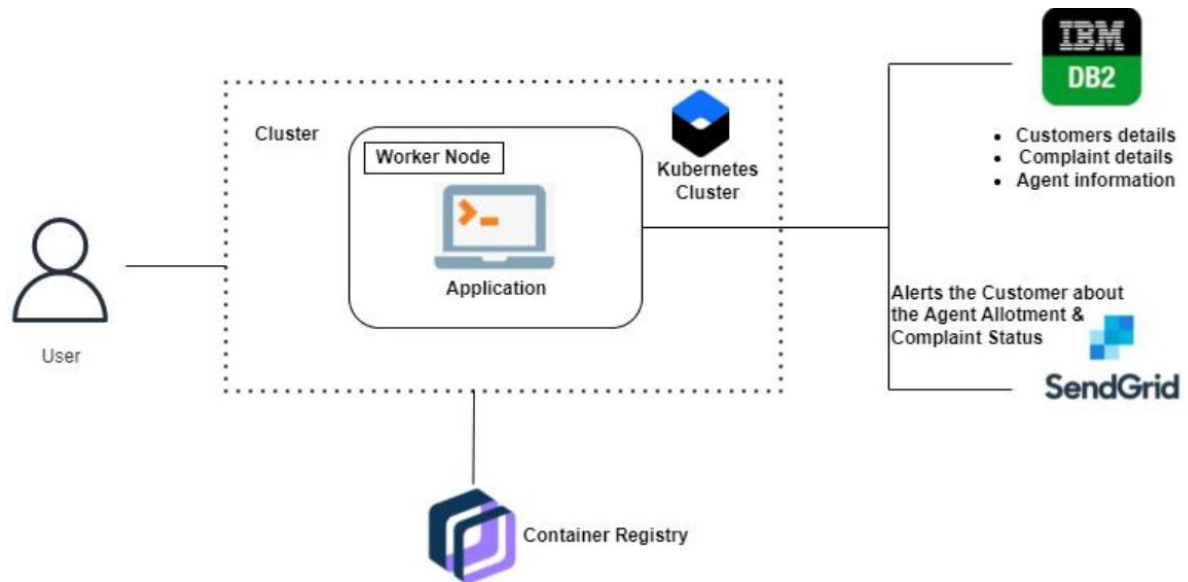 IBM
DB2
• Customers details
• Complaint details
• Agent information
Cluster
Worker Node
Kubernetes
Cluster
Application
User
Alerts the Customer about
the Agent Allotment &
Complaint Status
SendGrid
Container Registry